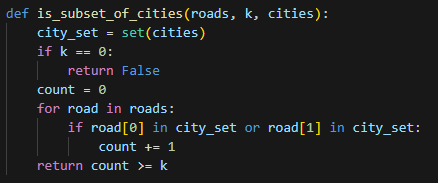 def is_subset_of_cities(roads, k, cities):
    city_set = set(cities)
    if k == 0:
        return False
    count = 0
    for road in roads:
        if road[0] in city_set or road[1] in city_set:
            count += 1
    return count >= k